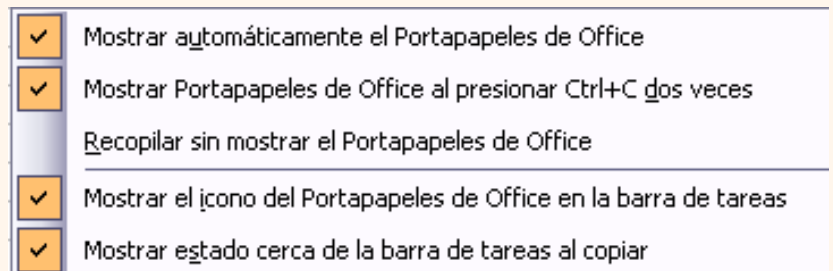 Mostrar automáticamente el Portapapeles de Office
Mostrar Portapapeles de Office al presionar Ctrl+C dos veces
Recopilar sin mostrar el Portapapeles de Office
Mostrar el icono del Portapapeles de Office en la barra de tareas
Mostrar estado cerca de la barra de tareas al copiar